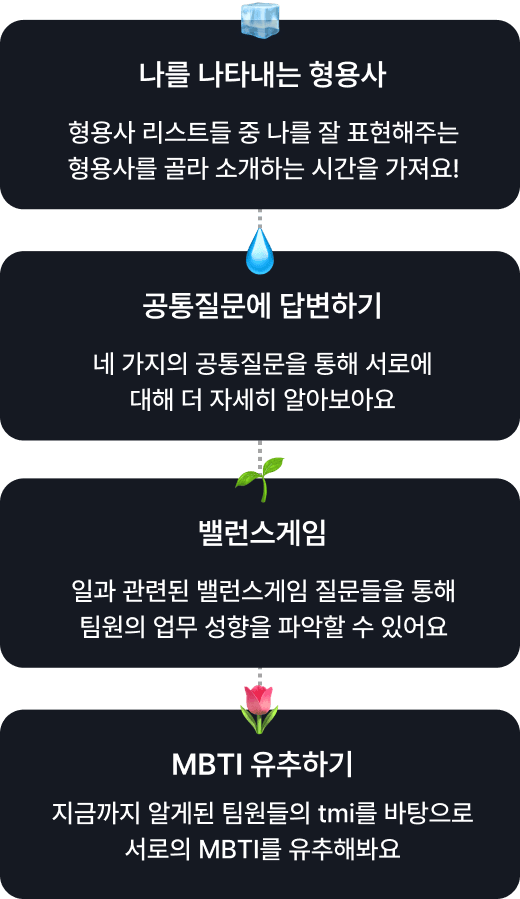 나를 나타내는 형용사
형용사 리스트들 중 나를 잘 표현해주는
형용사를 골라 소개하는 시간을 가져요!
공통질문에 답변하기
네 가지의 공통질문을 통해 서로에
대해 더 자세히 알아보아요
밸런스게임
일과 관련된 밸런스게임 질문들을 통해
팀원의 업무 성향을 파악할 수 있어요
MBTI 유추하기
지금까지 알게된 팀원들의 tmi를 바탕으로
서로의 MBTI를 유추해봐요